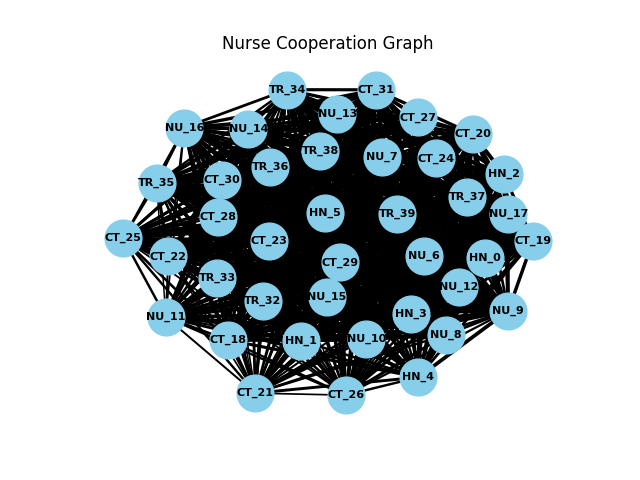 Nurse Cooperation Graph
TR_34
CT_31
NU_13
CT_27
NU_16
NU_14
CT_20
TR_38
NU_7
CT_24
TR_36
HN_2
CT_30
TR_35
TR_37
CT_28
HN_5
TR_39
NU_17
CT_25
CT_23
CT_19
CT_22
NU_6
HN_0
CT_29
TR_33
NU_12
TR_32
NU_15
NU_9
NU_11
HN_3
NU_8
CT_18
HN_1
NU_10
HN_4
CT_21
CT_26